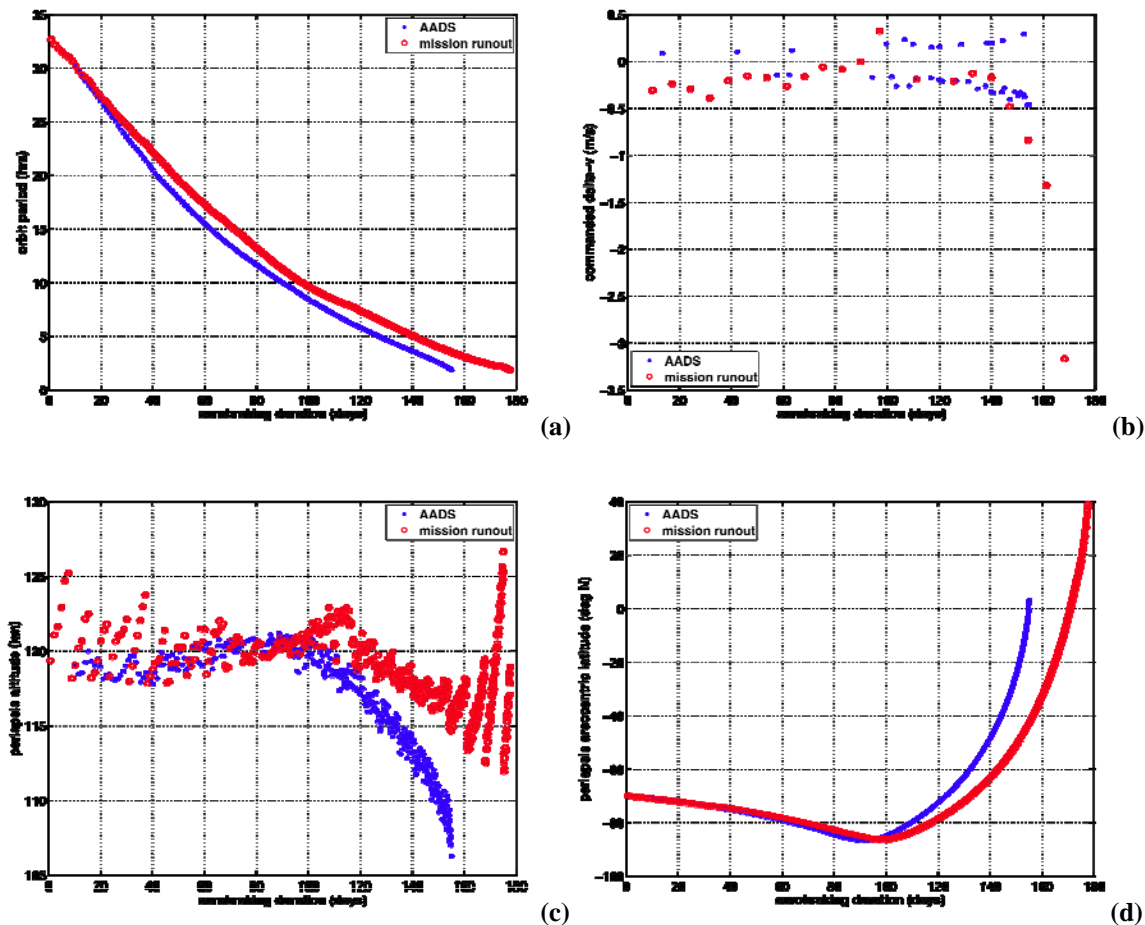 35
30
25
20
15
10
5
0
orbit period (hrs)
AADS
mission runout
0 20 40 60 80 100 120 140 160 180
aerobraking duration (days)
(a)
0.5
0
-0.5
-1
-1.5
-2
-2.5
-3
-3.5
commanded delta-v (m/s)
AADS
mission runout
0 20 40 60 80 100 120 140 160 180
aerobraking duration (days)
(b)
130
125
120
115
110
105
periapsis altitude (km)
AADS
mission runout
0 20 40 60 80 100 120 140 160
aerobraking duration (days)
(c)
40
20
0
-20
-40
-60
-80
-100
periapsis areocentric latitude (deg N)
AADS
mission runout
0 20 40 60 80 100 120 140 160 180
aerobraking duration (days)
(d)